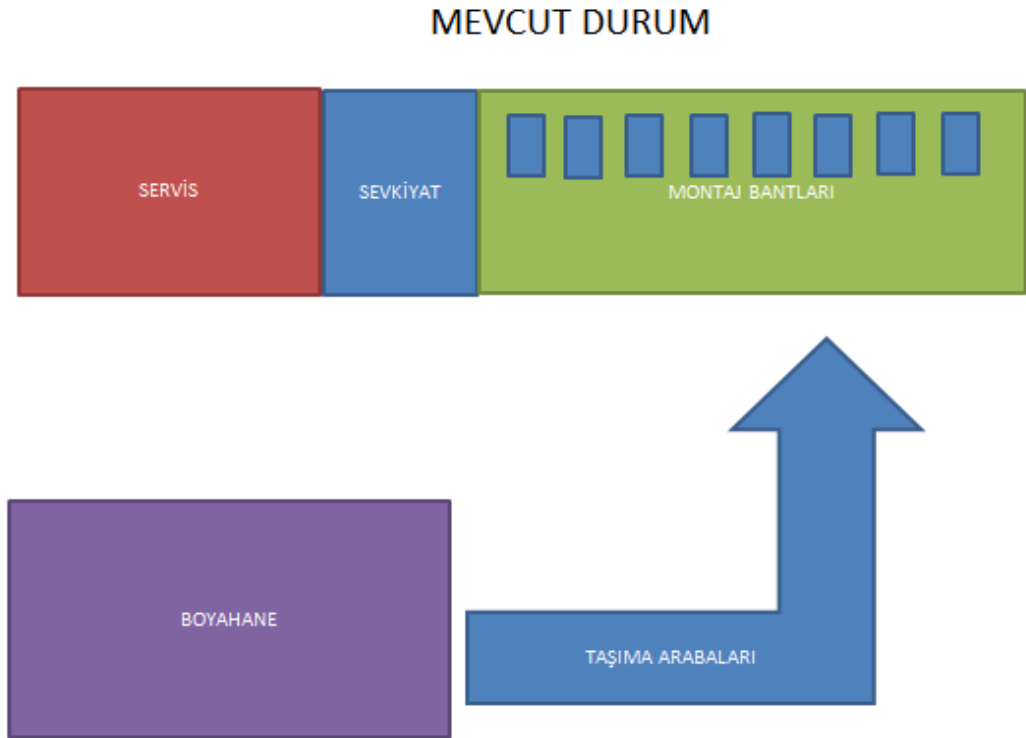 MEVCUT DURUM
SERVİS
SEVKİYAT
MONTAJ BANTLARI
BOYAHANE
TAŞIMA ARABALARI